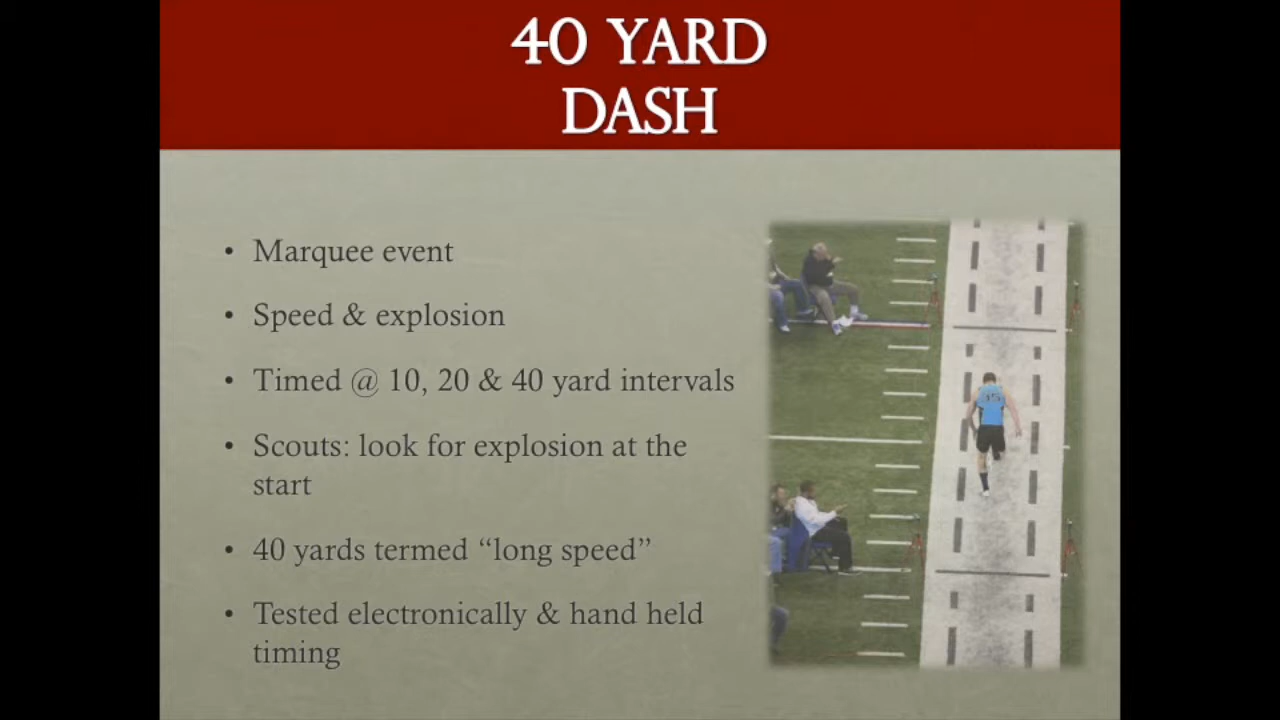 40 YARD
DASH
• Marquee event
• Speed & explosion
• Timed @ 10, 20 & 40 yard intervals
• Scouts: look for explosion at the
start
• 40 yards termed “long speed”
• Tested electronically & hand held
timing
35